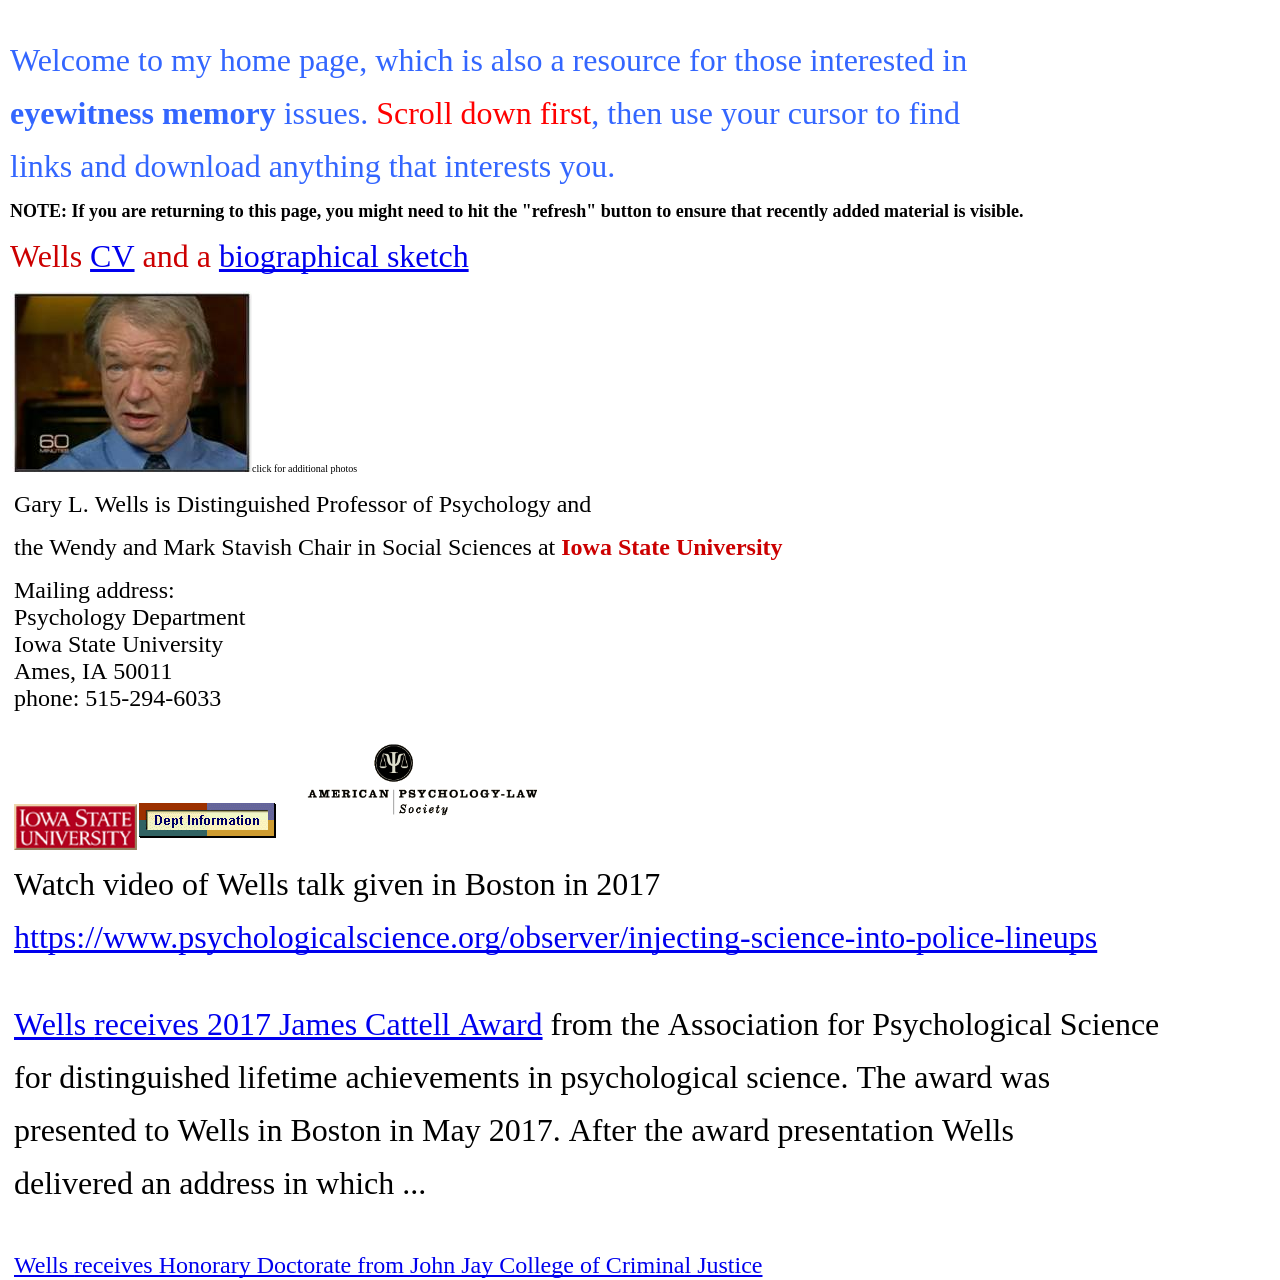 Welcome to my home page, which is also a resource for those interested in
eyewitness memory issues. Scroll down first, then use your cursor to find
links and download anything that interests you.
NOTE: If you are returning to this page, you might need to hit the "refresh" button to ensure that recently added material is visible.
Wells CV and a biographical sketch
60
MINUTES
click for additional photos
Gary L. Wells is Distinguished Professor of Psychology and
the Wendy and Mark Stavish Chair in Social Sciences at Iowa State University
Mailing address:
Psychology Department
Iowa State University
Ames, IA 50011
phone: 515-294-6033
AMERICAN PSYCHOLOGY-LAW
Society
IOWA STATE
UNIVERSITY
Dept Information
Watch video of Wells talk given in Boston in 2017
https://www.psychologicalscience.org/observer/injecting-science-into-police-lineups
Wells receives 2017 James Cattell Award from the Association for Psychological Science
for distinguished lifetime achievements in psychological science. The award was
presented to Wells in Boston in May 2017. After the award presentation Wells
delivered an address in which ...
Wells receives Honorary Doctorate from John Jay College of Criminal Justice